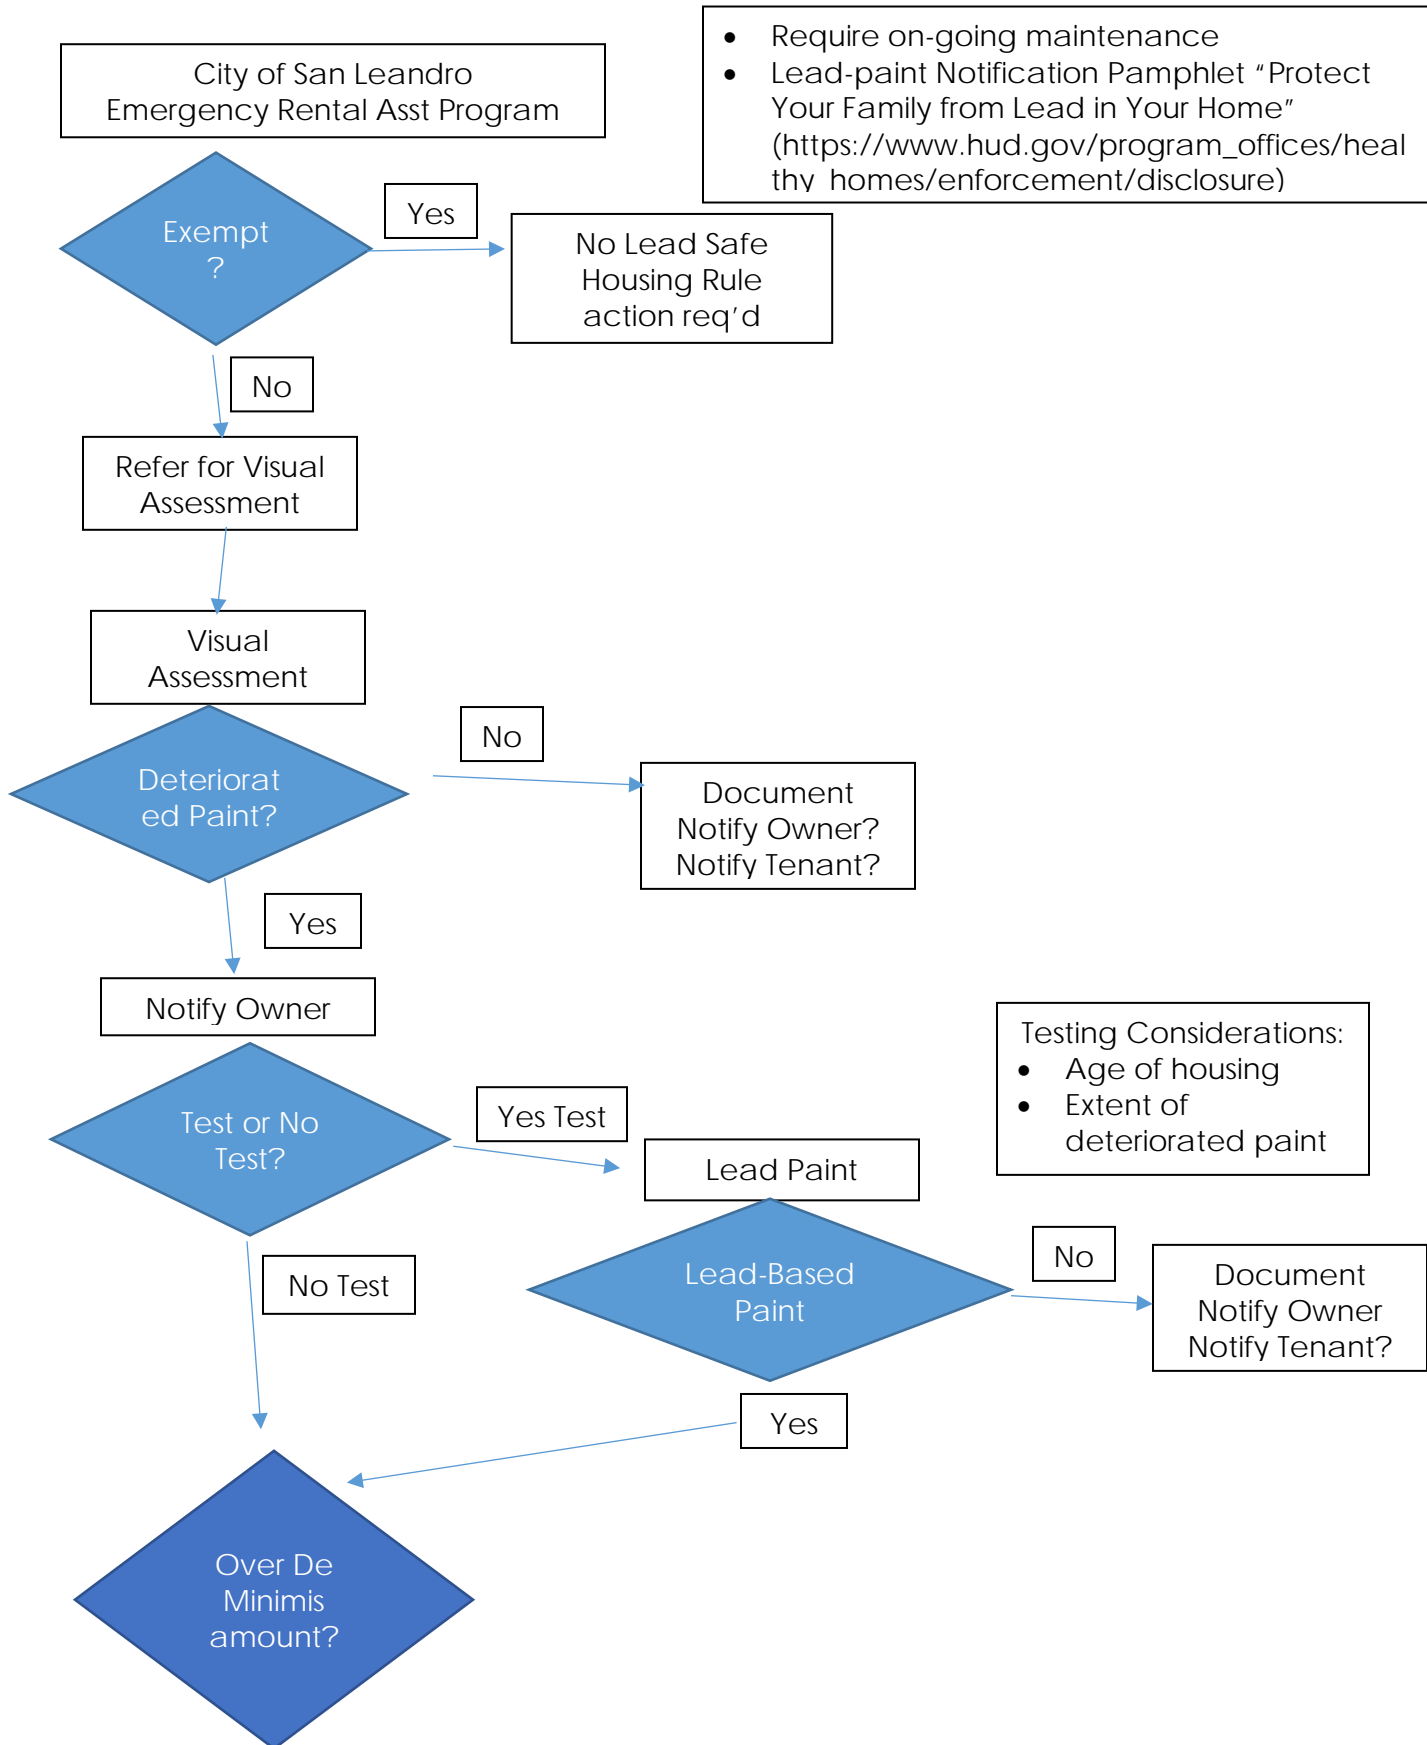 City of San Leandro
Emergency Rental Asst Program
• Require on-going maintenance
• Lead-paint Notification Pamphlet “Protect
Your Family from Lead in Your Home”
(https://www.hud.gov/program_offices/heal
thy_homes/enforcement/disclosure)
Exempt
?
Yes
No Lead Safe
Housing Rule
action req’d
No
Refer for Visual
Assessment
Visual
Assessment
Deteriorat
ed Paint?
No
Document
Notify Owner?
Notify Tenant?
Yes
Notify Owner
Testing Considerations:
• Age of housing
• Extent of
deteriorated paint
Test or No
Test?
Yes Test
Lead Paint
No Test
Lead-Based
Paint
No
Document
Notify Owner
Notify Tenant?
Yes
Over De
Minimis
amount?